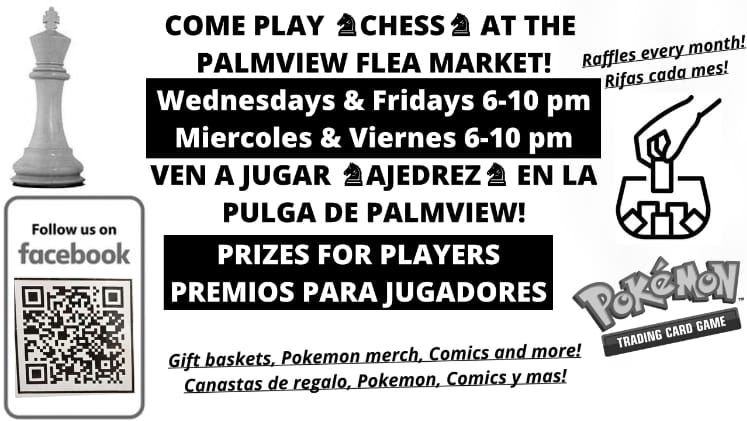 COME PLAY ♞CHESS♞ AT THE
PALMVIEW FLEA MARKET!
Raffles every month!
Rifas cada mes!
Wednesdays & Fridays 6-10 pm
Miercoles & Viernes 6-10 pm
VEN A JUGAR ♞AJEDREZ♞ EN LA
PULGA DE PALMVIEW!
Follow us on
facebook
PRIZES FOR PLAYERS
PREMIOS PARA JUGADORES
POKéMON
TRADING CARD GAME
Gift baskets, Pokemon merch, Comics and more!
Canastas de regalo, Pokemon, Comics y mas!